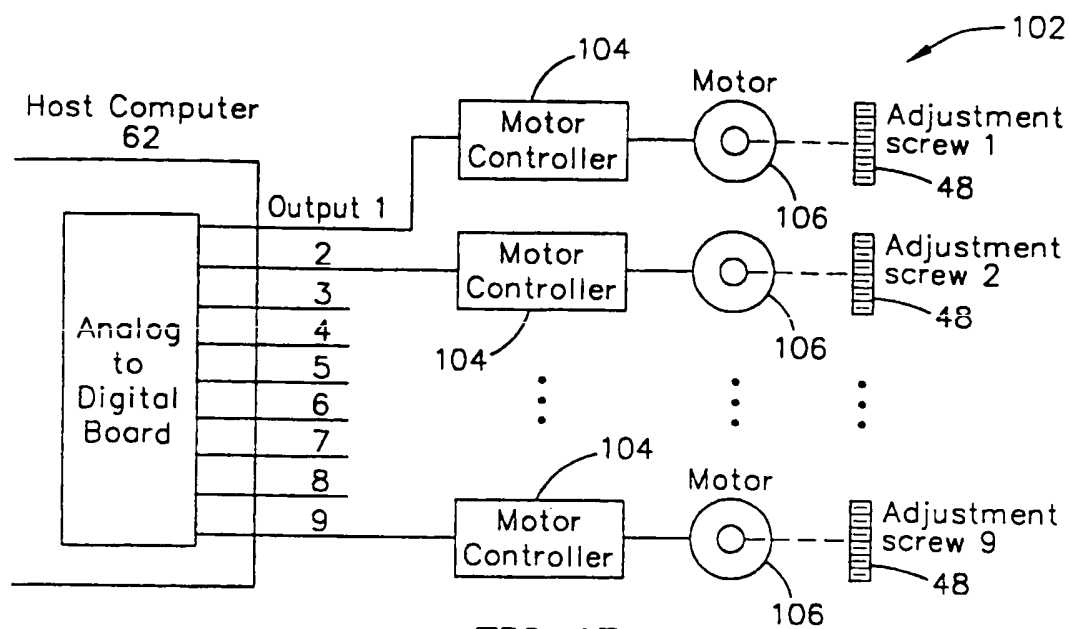 102
104
Motor
Host Computer
62
Motor
Controller
Adjustment
screw 1
48
106
Output 1
2
3
4
5
6
7
8
9
Analog
to
Digital
Board
Motor
Controller
104
106
Adjustment
screw 2
48
104
Motor
Motor
Controller
106
Adjustment
screw 9
48